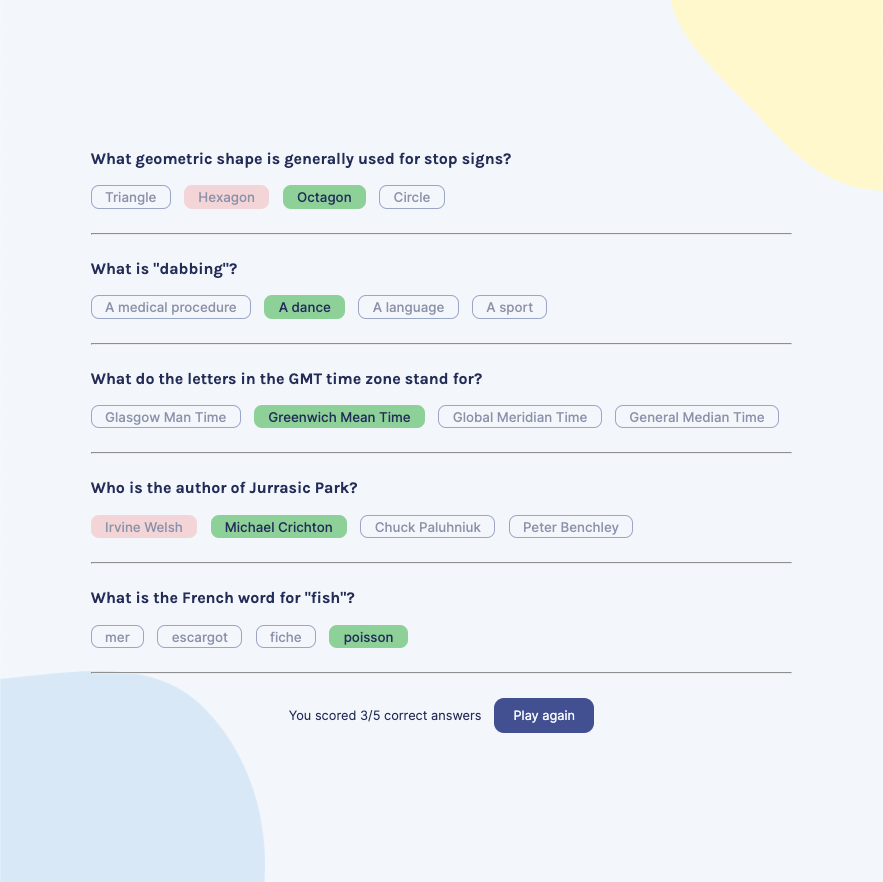 What geometric shape is generally used for stop signs?
Triangle Hexagon Octagon Circle
What is "dabbing"?
A medical procedure A dance A language A sport
What do the letters in the GMT time zone stand for?
Glasgow Man Time Greenwich Mean Time Global Meridian Time General Median Time
Who is the author of Jurrasic Park?
Irvine Welsh Michael Crichton Chuck Paluhniuk Peter Benchley
What is the French word for "fish"?
mer escargot fiche poisson
You scored 3/5 correct answers Play again